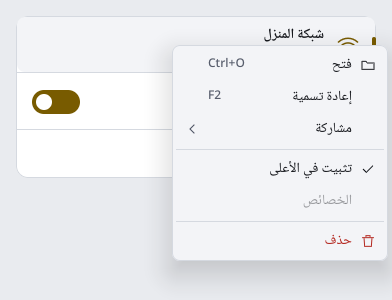 شبكة المنزل
فتح Ctrl+O
إعادة تسمية F2
مشاركة
تثبيت في الأعلى
الخصائص
حذف